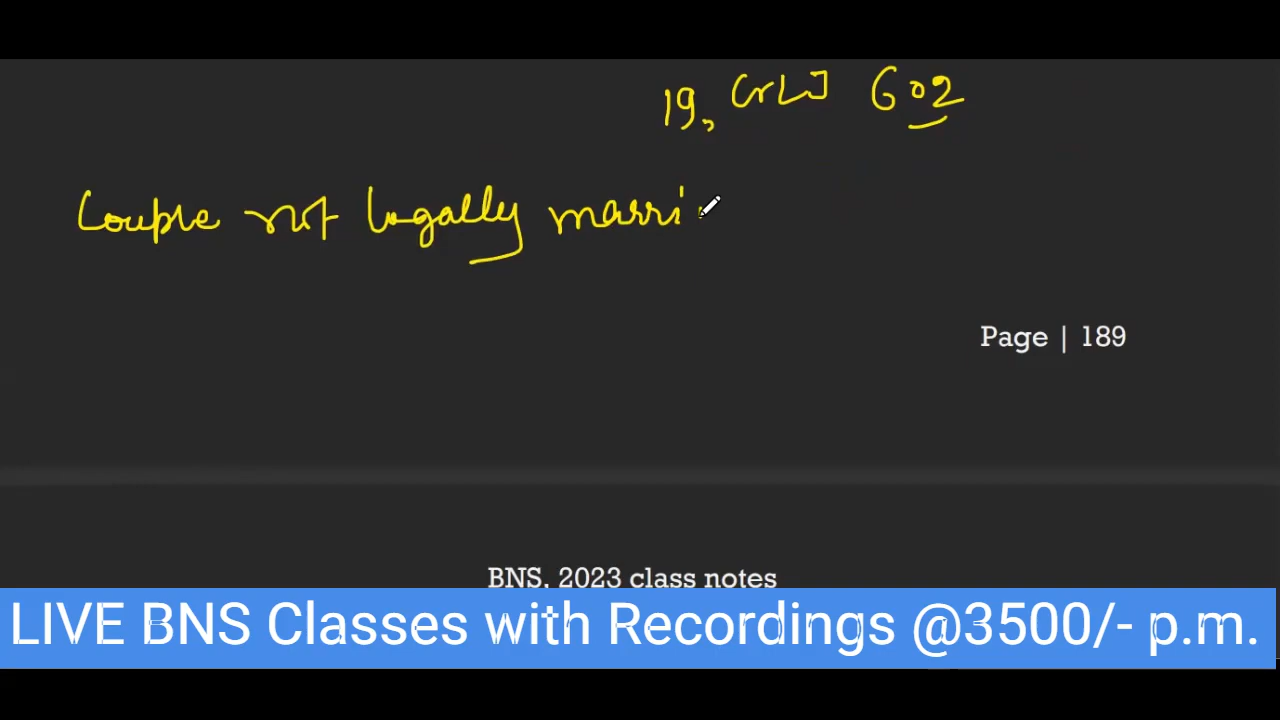 19, CrLJ 602
Couple not legally marri
Page | 189
BNS, 2023 class notes
LIVE BNS Classes with Recordings @3500/- p.m.